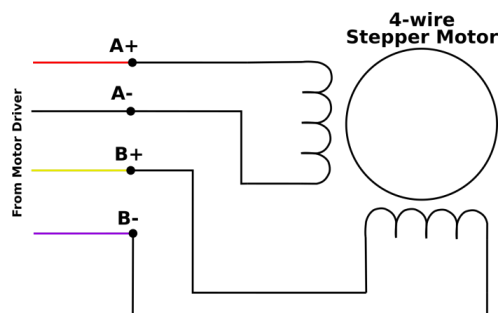 4-wire
Stepper Motor
A+
A-
B+
B-
From Motor Driver